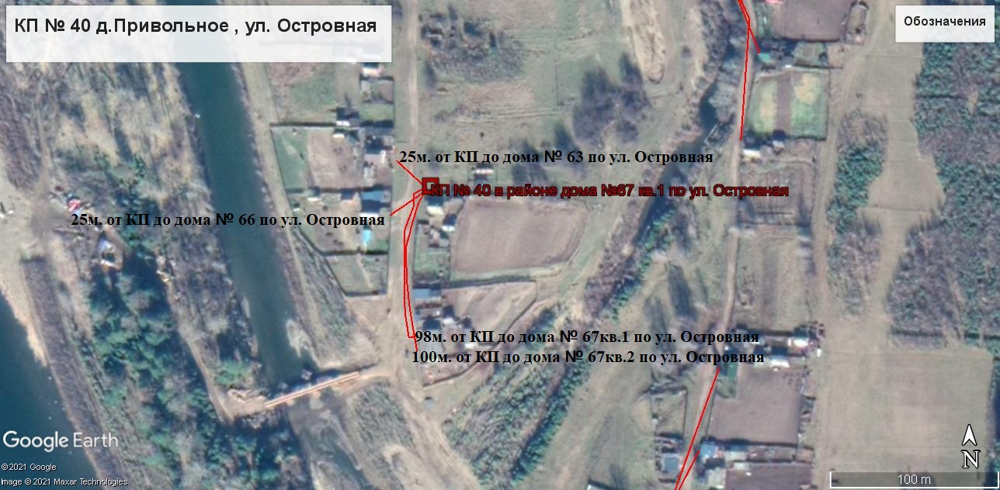 КП № 40 д.Привольное , ул. Островная
Обозначения
25м. от КП до дома № 63 по ул. Островная
КП № 40 в районе дома №67 кв.1 по ул. Островная
25м. от КП до дома № 66 по ул. Островная
98м. от КП до дома № 67кв.1 по ул. Островная
100м. от КП до дома № 67кв.2 по ул. Островная
Google Earth
©2021 Google
Image © 2021 Maxar Technologies
N
100 m